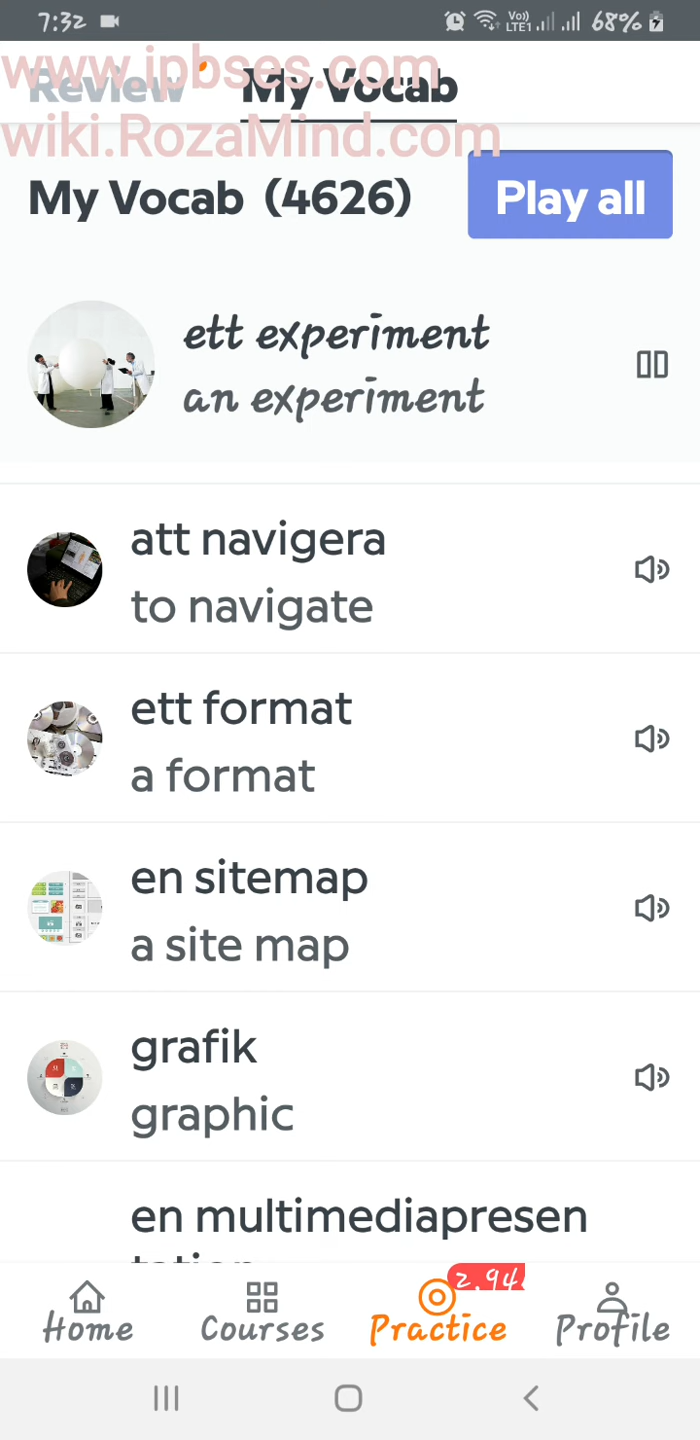 7:32
Vo)) LTE1 68%
www.ipbses.com
Review My Vocab
wiki.RozaMind.com
My Vocab (4626) Play all
ett experiment
an experiment
att navigera
to navigate
ett format
a format
en sitemap
a site map
grafik
graphic
en multimediapresen
2.94
Home Courses Practice Profile